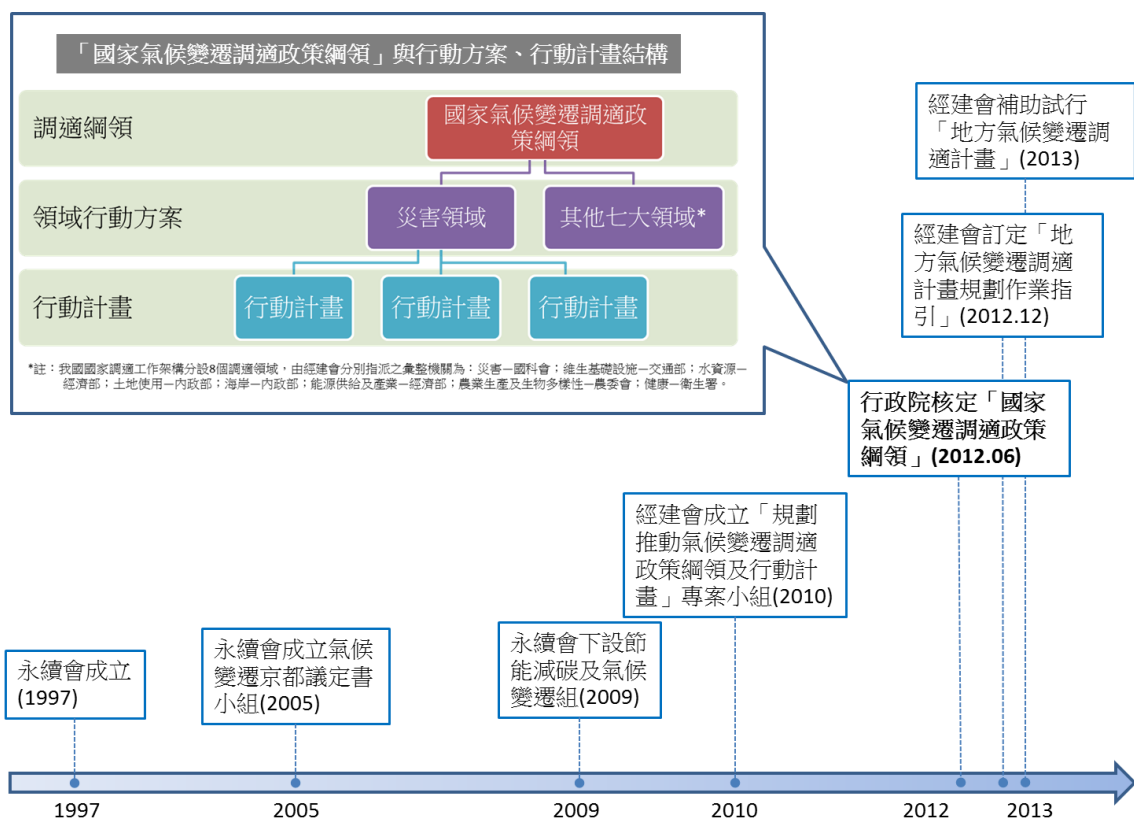 「國家氣候變遷調適政策綱領」與行動方案、行動計畫結構
調適綱領
國家氣候變遷調適政
策綱領
領域行動方案
災害領域
其他七大領域*
行動計畫
行動計畫
行動計畫
行動計畫
*註：我國國家調適工作架構分設8個調適領域，由經建會分別指派之彙整機關為：災害—國科會；維生基礎設施—交通部；水資源—
經濟部；土地使用—內政部；海岸—內政部；能源供給及產業—經濟部；農業生產及生物多樣性—農委會；健康—衛生署。
經建會補助試行
「地方氣候變遷調
適計畫」(2013)
經建會訂定「地
方氣候變遷調適
計畫規劃作業指
引」(2012.12)
行政院核定「國家
氣候變遷調適政策
綱領」(2012.06)
經建會成立「規劃
推動氣候變遷調適
政策綱領及行動計
畫」專案小組(2010)
永續會下設節
能減碳及氣候
變遷組(2009)
永續會成立氣候
變遷京都議定書
小組(2005)
永續會成立
(1997)
1997
2005
2009
2010
2012
2013